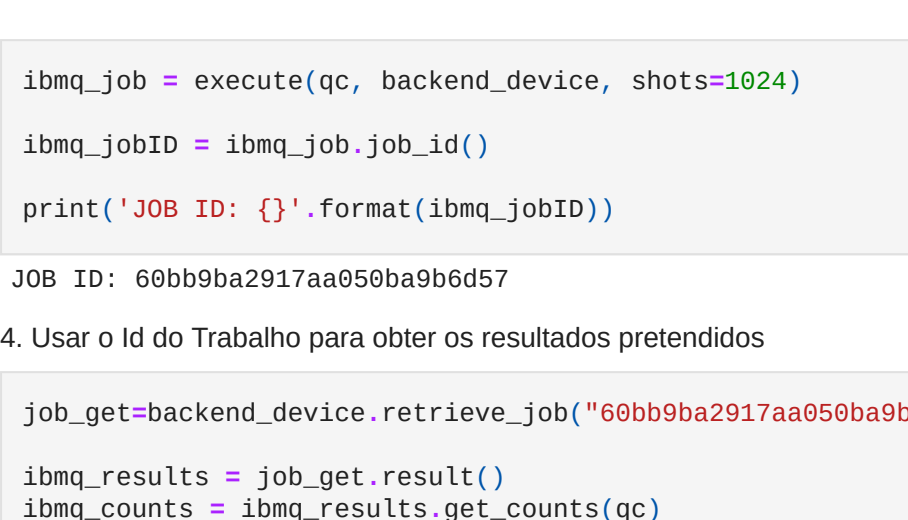 ibmq_job = execute(qc, backend_device, shots=1024)
ibmq_jobID = ibmq_job.job_id()
print('JOB ID: {}'.format(ibmq_jobID))
JOB ID: 60bb9ba2917aa050ba9b6d57
4. Usar o Id do Trabalho para obter os resultados pretendidos
job_get=backend_device.retrieve_job("60bb9ba2917aa050ba9b
ibmq_results = job_get.result()
ibmq_counts = ibmq_results.get_counts(qc)